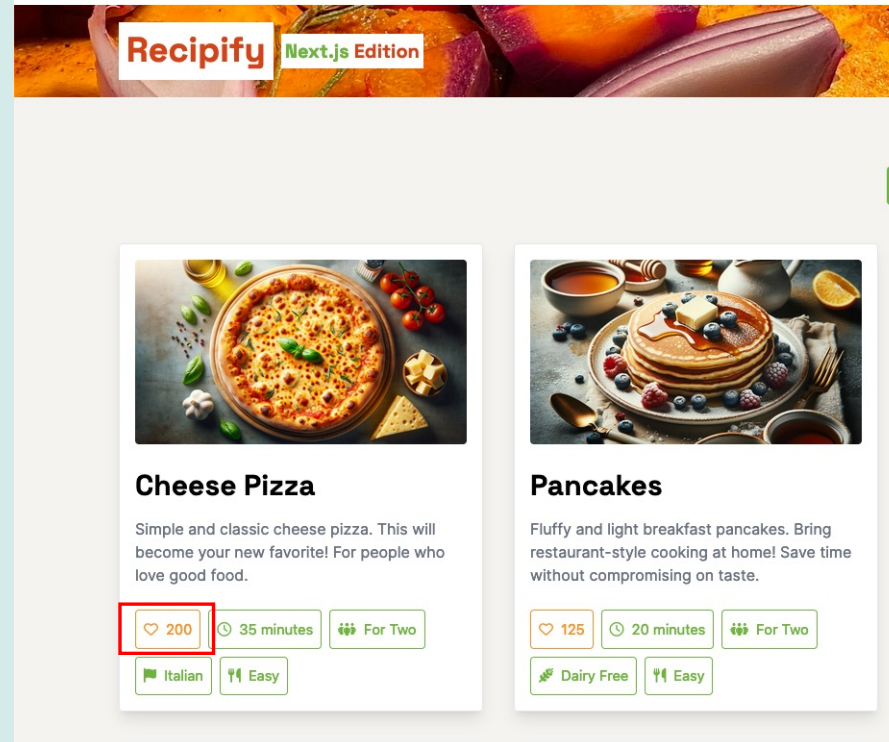 Recipify Next.js Edition
Cheese Pizza
Simple and classic cheese pizza. This will
become your new favorite! For people who
love good food.
200 35 minutes For Two
Italian Easy
Pancakes
Fluffy and light breakfast pancakes. Bring
restaurant-style cooking at home! Save time
without compromising on taste.
125 20 minutes For Two
Dairy Free Easy